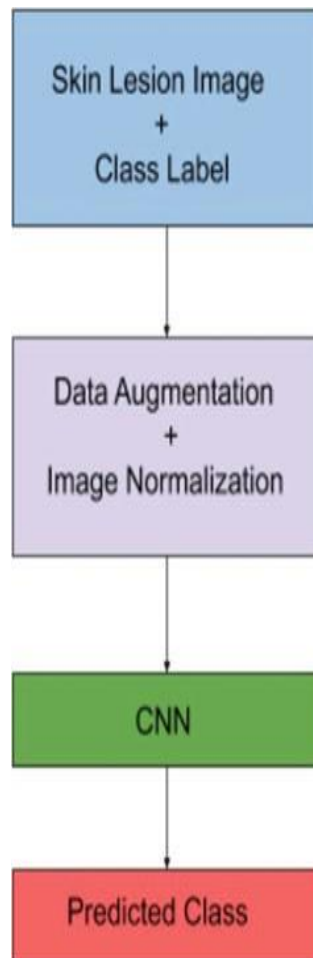 Skin Lesion Image
+
Class Label
Data Augmentation
+
Image Normalization
CNN
Predicted Class